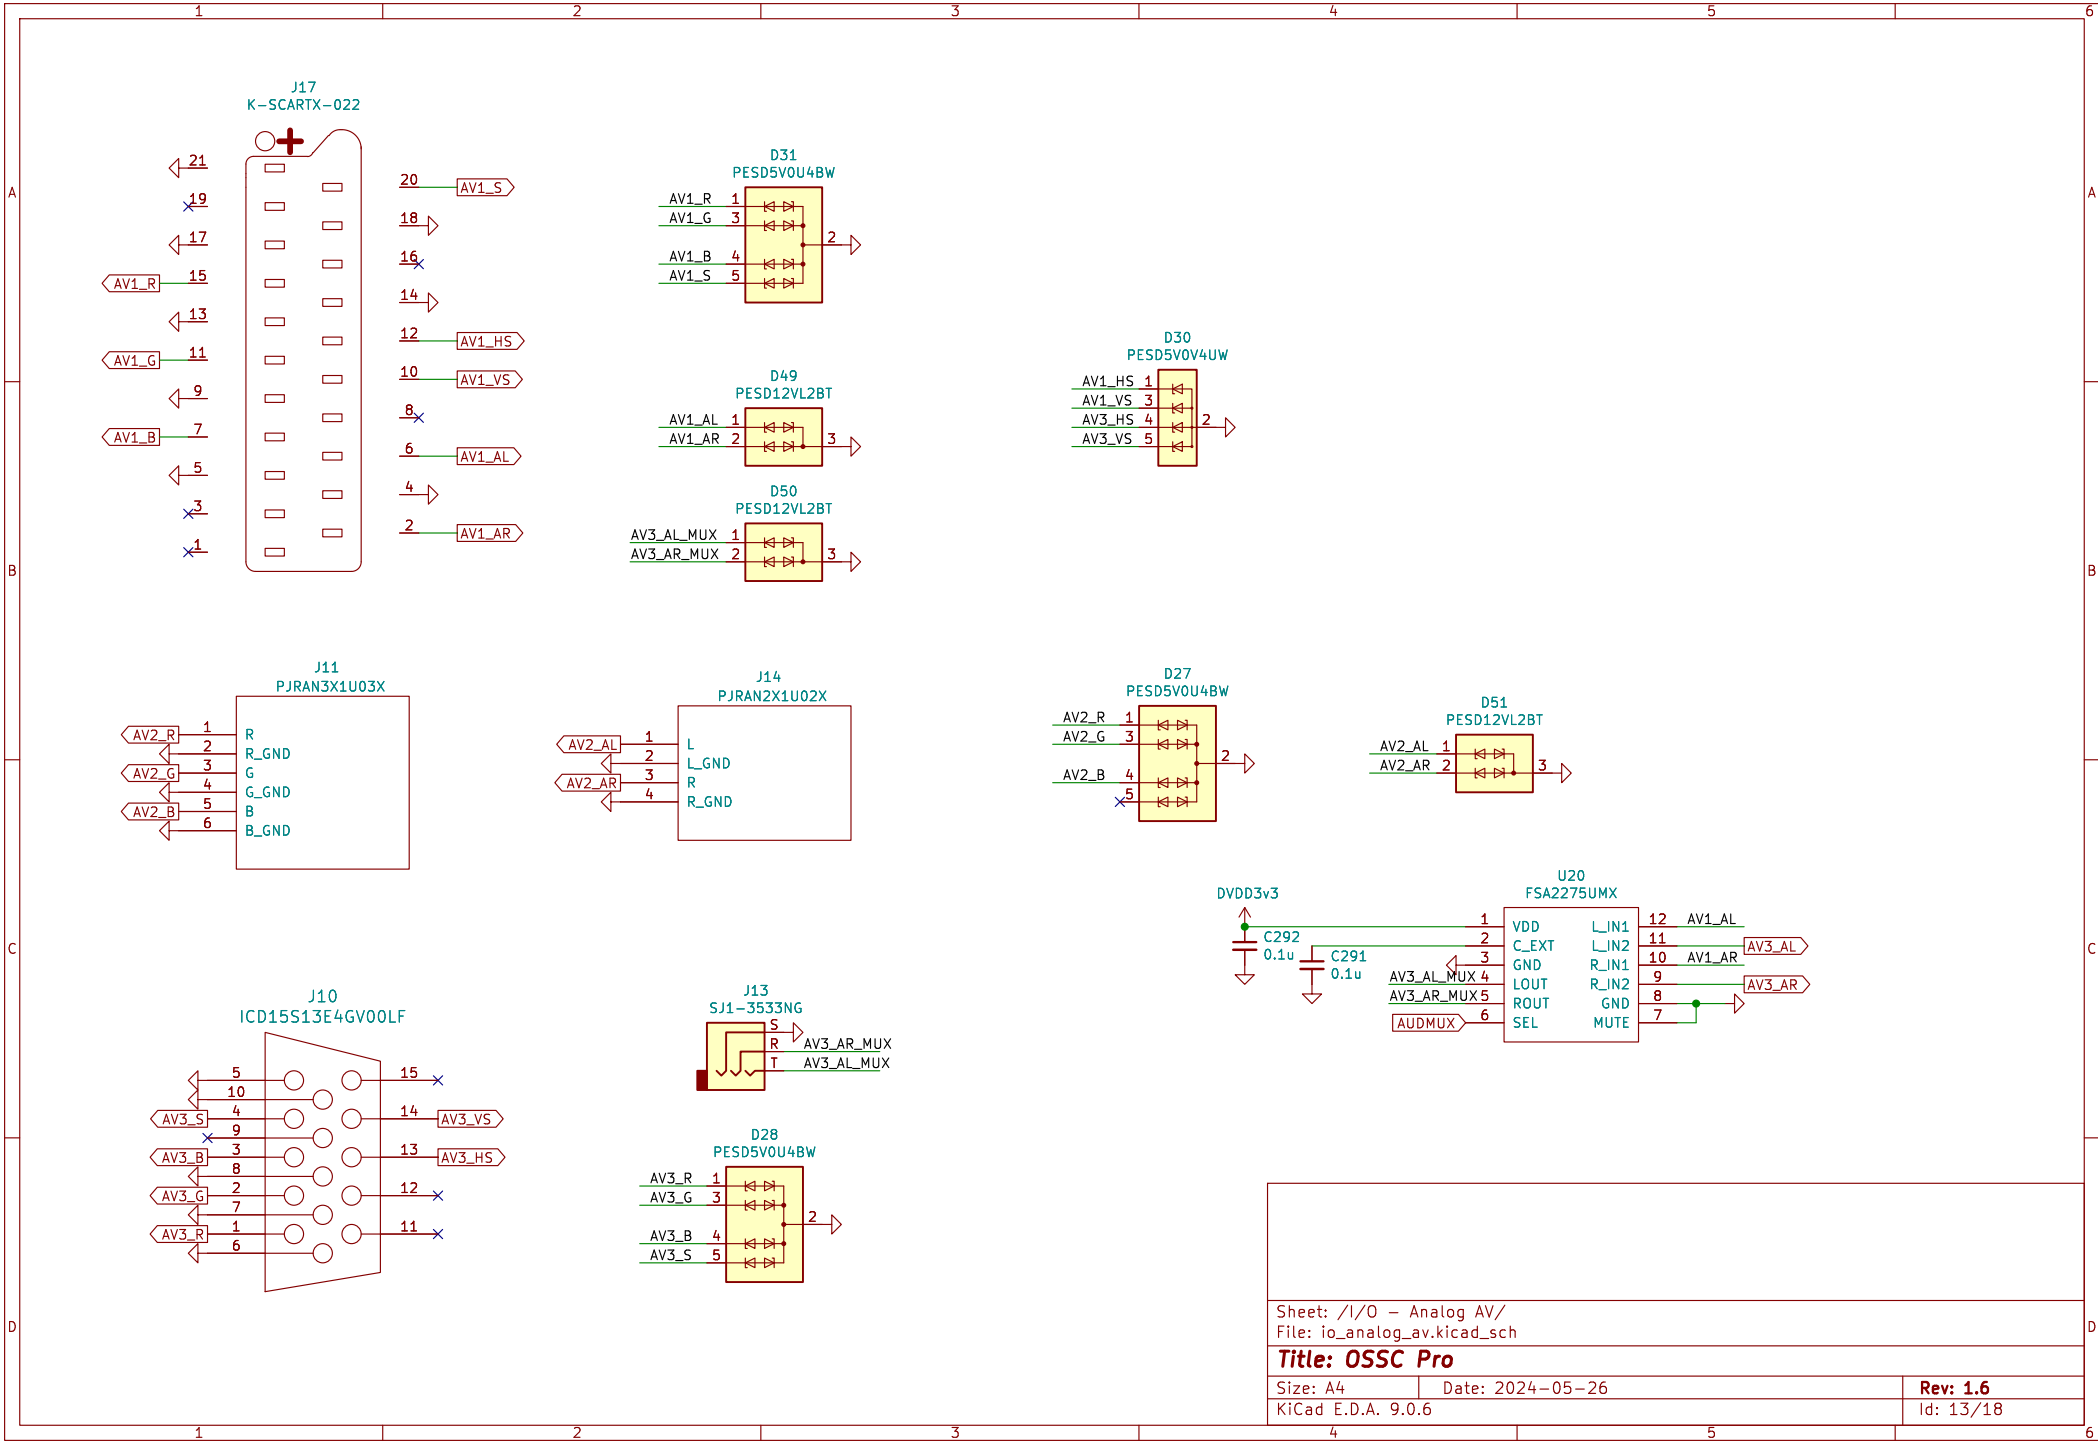 1 2 3 4 5 6
A A
B B
C C
D D
J17
K-SCARTX-022
21
19
17
15 AV1_R
13
11 AV1_G
9
7 AV1_B
5
3
1
20 AV1_S
18
16
14
12 AV1_HS
10 AV1_VS
8
6 AV1_AL
4
2 AV1_AR
D31
PESD5V0U4BW
AV1_R 1
AV1_G 3
AV1_B 4
AV1_S 5
2
D49
PESD12VL2BT
AV1_AL 1
AV1_AR 2
3
D50
PESD12VL2BT
AV3_AL_MUX 1
AV3_AR_MUX 2
3
D30
PESD5V0V4UW
AV1_HS 1
AV1_VS 3
AV3_HS 4
AV3_VS 5
2
J11
PJRAN3X1U03X
AV2_R 1 R
2 R_GND
AV2_G 3 G
4 G_GND
AV2_B 5 B
6 B_GND
J14
PJRAN2X1U02X
AV2_AL 1 L
2 L_GND
AV2_AR 3 R
4 R_GND
D27
PESD5V0U4BW
AV2_R 1
AV2_G 3
AV2_B 4
5
2
D51
PESD12VL2BT
AV2_AL 1
AV2_AR 2
3
U20
FSA2275UMX
DVDD3v3
C292
0.1u
C291
0.1u
1 VDD L_IN1 12 AV1_AL
2 C_EXT L_IN2 11 AV3_AL
3 GND R_IN1 10 AV1_AR
AV3_AL_MUX 4 LOUT R_IN2 9 AV3_AR
AV3_AR_MUX 5 ROUT GND 8
AUDMUX 6 SEL MUTE 7
J13
SJ1-3533NG
S
R AV3_AR_MUX
T AV3_AL_MUX
J10
ICD15S13E4GV00LF
5
10
AV3_S 4
9
AV3_B 3
8
AV3_G 2
7
AV3_R 1
6
15
14 AV3_VS
13 AV3_HS
12
11
D28
PESD5V0U4BW
AV3_R 1
AV3_G 3
AV3_B 4
AV3_S 5
2
Sheet: /I/O - Analog AV/
File: io_analog_av.kicad_sch
Title: OSSC Pro
Size: A4 Date: 2024-05-26 Rev: 1.6
KiCad E.D.A. 9.0.6 Id: 13/18
1 2 3 4 5 6